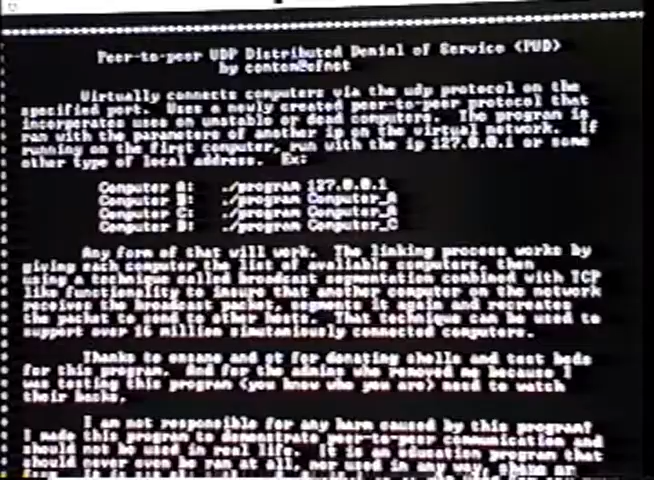 Peer-to-peer UDP Distributed Denial of Service (PUD)
by contem@efnet
Virtually connects computers via the udp protocol on the
specified port. Uses a newly created peer-to-peer protocol that
incorporates uses on unstable or dead computers. The program is
ran with the parameters of another ip on the virtual network. If
running on the first computer, run with the ip 127.0.0.1 or some
other type of local address. Ex:
Computer A: ./program 127.0.0.1
Computer B: ./program Computer_A
Computer C: ./program Computer_A
Computer D: ./program Computer_C
Any form of that will work. The linking process works by
giving each computer the list of avaliable computers, then
using a technique called broadcast segmentation combined with TCP
like functionality to insure that another computer on the network
receives the broadcast packet, segments it again and recreates
the packet to send to other hosts. That technique can be used to
support over 16 million simutaniously connected computers.
Thanks to ensane and st for donating shells and test beds
for this program. And for the admins who removed me because I
was testing this program (you know who you are) need to watch
their backs.
I am not responsible for any harm caused by this program!
I made this program to demonstrate peer-to-peer communication and
should not be used in real life. It is an education program that
should never even be ran at all, nor used in any way, shape or